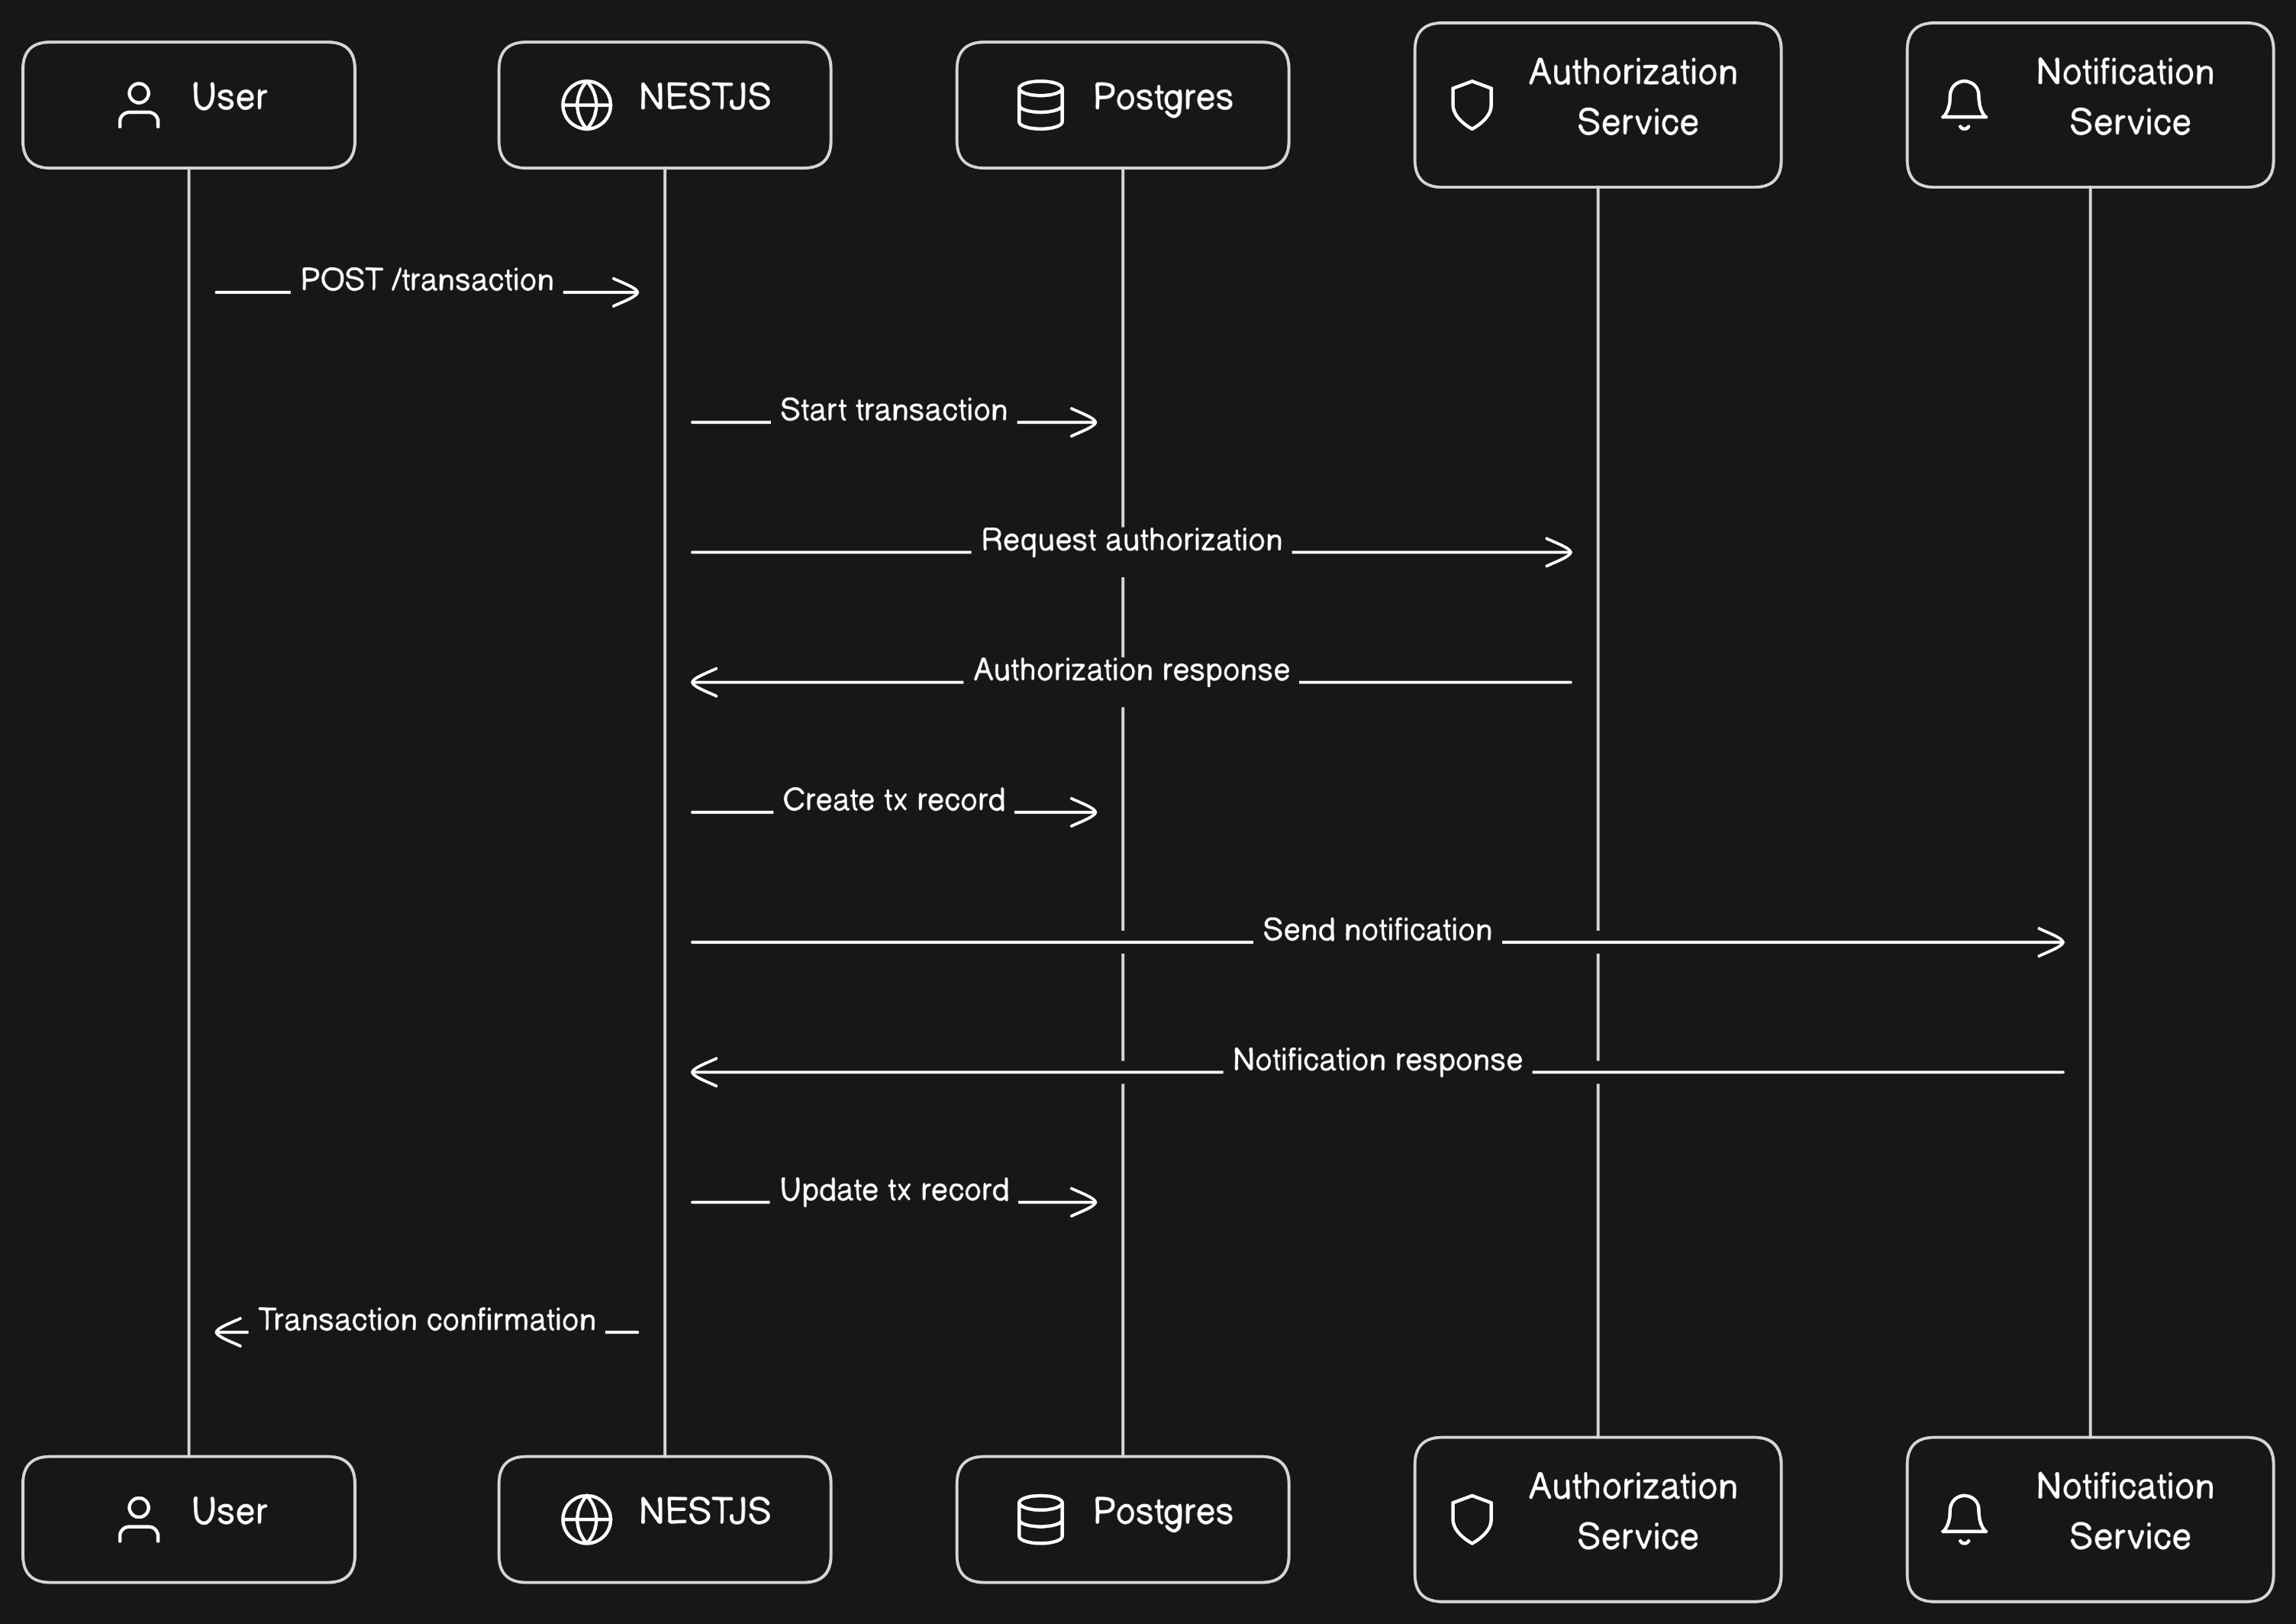 User
NESTJS
Postgres
Authorization
Service
Notification
Service
POST /transaction
Start transaction
Request authorization
Authorization response
Create tx record
Send notification
Notification response
Update tx record
Transaction confirmation
User
NESTJS
Postgres
Authorization
Service
Notification
Service